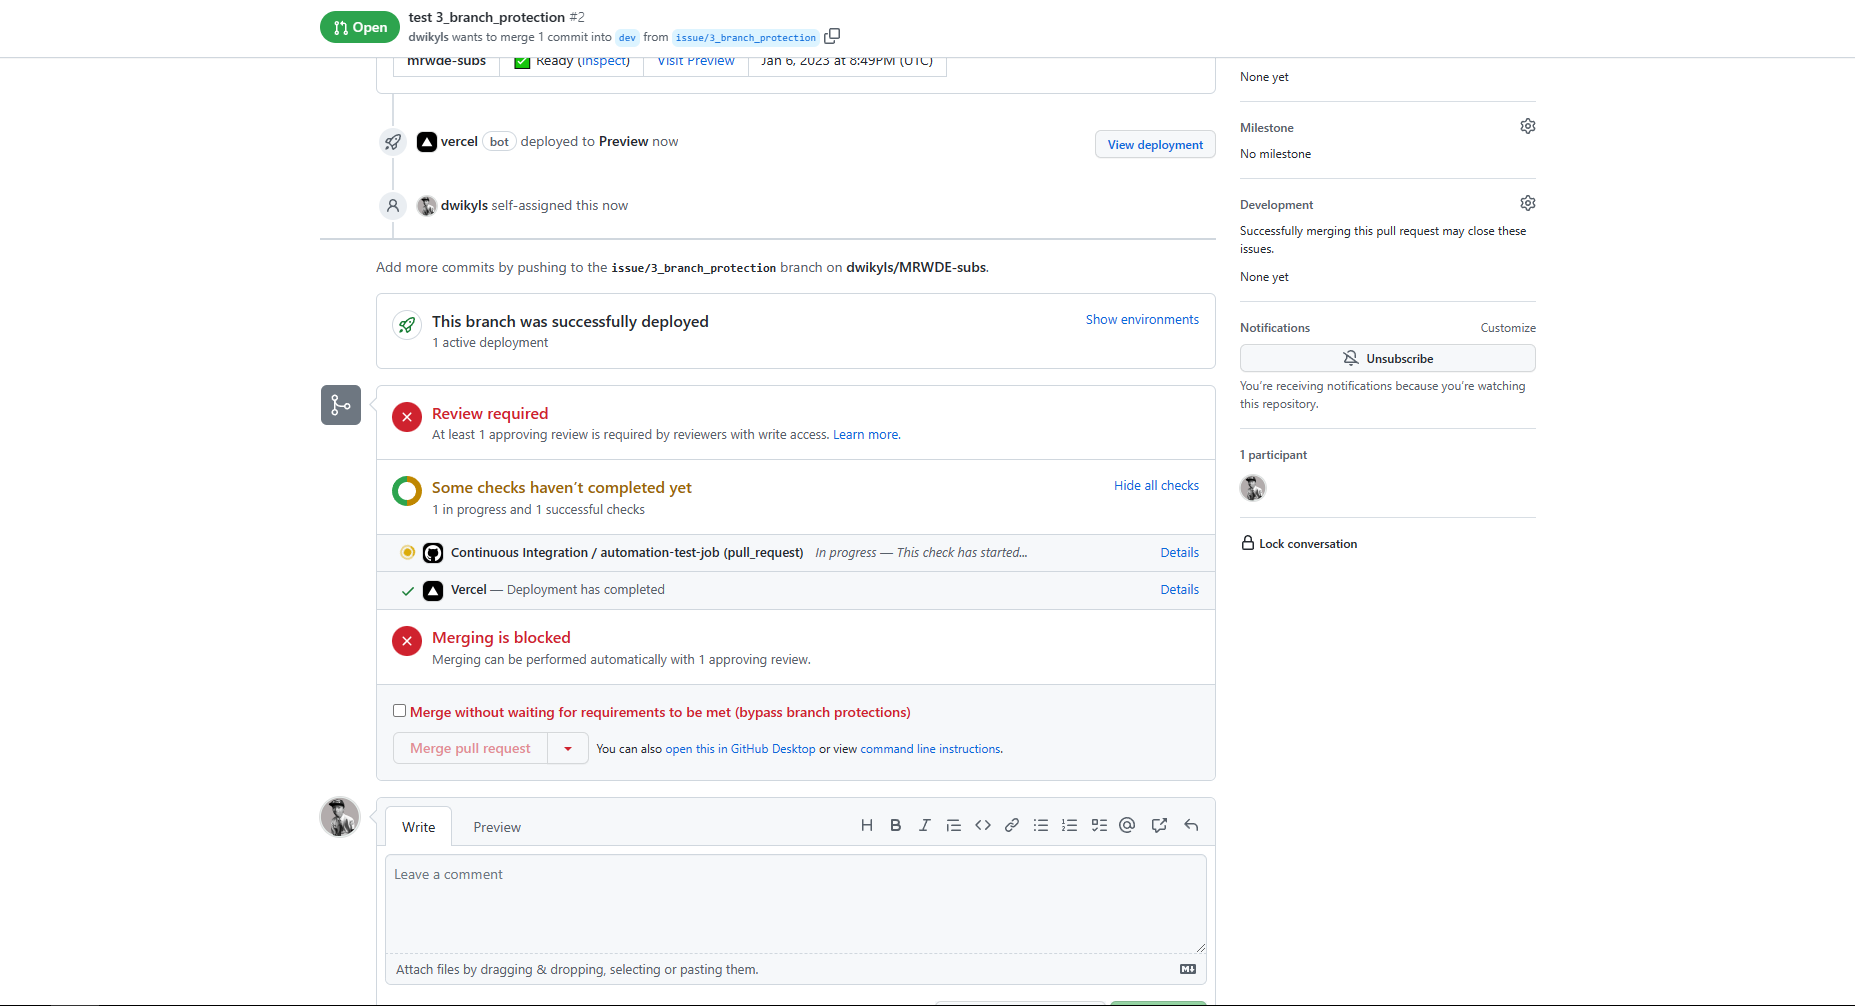 Open
test 3_branch_protection #2
dwikyls wants to merge 1 commit into dev from issue/3_branch_protection
mrwde-subs Ready (Inspect) Visit Preview Jan 6, 2023 at 8:49PM (UTC)
vercel bot deployed to Preview now
View deployment
dwikyls self-assigned this now
Add more commits by pushing to the issue/3_branch_protection branch on dwikyls/MRWDE-subs.
This branch was successfully deployed
1 active deployment
Show environments
Review required
At least 1 approving review is required by reviewers with write access. Learn more.
Some checks haven't completed yet
1 in progress and 1 successful checks
Hide all checks
Continuous Integration / automation-test-job (pull_request) In progress — This check has started... Details
Vercel — Deployment has completed Details
Merging is blocked
Merging can be performed automatically with 1 approving review.
Merge without waiting for requirements to be met (bypass branch protections)
Merge pull request
You can also open this in GitHub Desktop or view command line instructions.
Write Preview
Leave a comment
Attach files by dragging & dropping, selecting or pasting them.
None yet
Milestone
No milestone
Development
Successfully merging this pull request may close these
issues.
None yet
Notifications Customize
Unsubscribe
You're receiving notifications because you're watching
this repository.
1 participant
Lock conversation